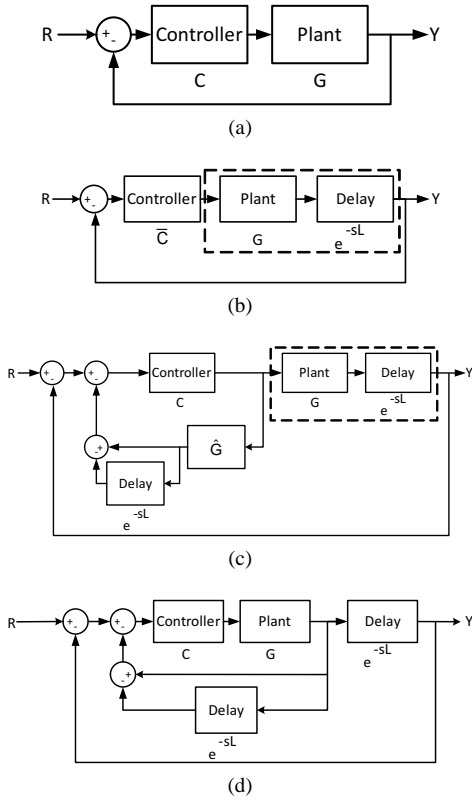 R + - Controller Plant Y
C G
(a)
R + - Controller Plant Delay Y
C̅ G e -sL
(b)
R + - + - Controller Plant Delay Y
C G e -sL
- + Ĝ
Delay
e -sL
(c)
R + - + - Controller Plant Delay Y
C G e -sL
- +
Delay
e -sL
(d)